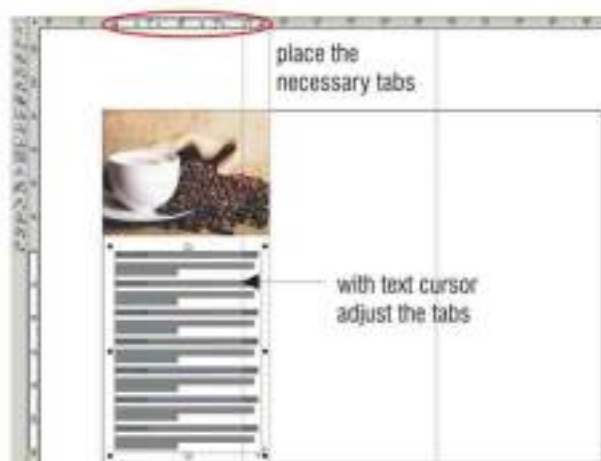 place the
necessary tabs
with text cursor
adjust the tabs